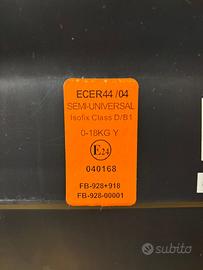 ECER44 /04
SEMI-UNIVERSAL
Isofix Class D/B1
0-18KG Y
E24
040168
FB-928+918
FB-928-00001
subito